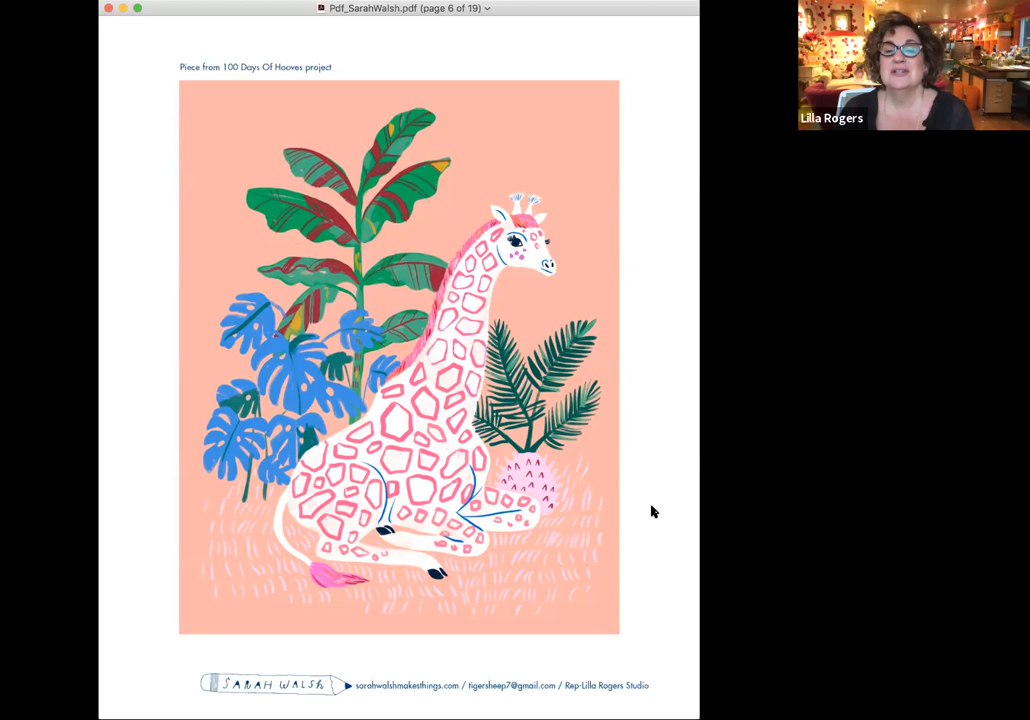 Pdf_SarahWalsh.pdf (page 6 of 19)
Piece from 100 Days Of Hooves project
Lilla Rogers
SARAH WALSH
sarahwalshmakesthings.com / tigersheep7@gmail.com / Rep-Lilla Rogers Studio